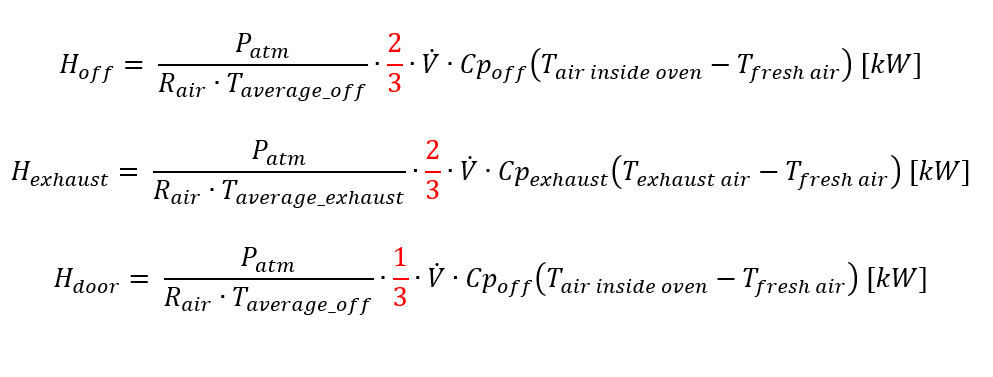 H_off = P_atm / (R_air · T_average_off) · 2/3 · V̇ · Cp_off (T_air inside oven − T_fresh air) [kW]
H_exhaust = P_atm / (R_air · T_average_exhaust) · 2/3 · V̇ · Cp_exhaust (T_exhaust air − T_fresh air) [kW]
H_door = P_atm / (R_air · T_average_off) · 1/3 · V̇ · Cp_off (T_air inside oven − T_fresh air) [kW]